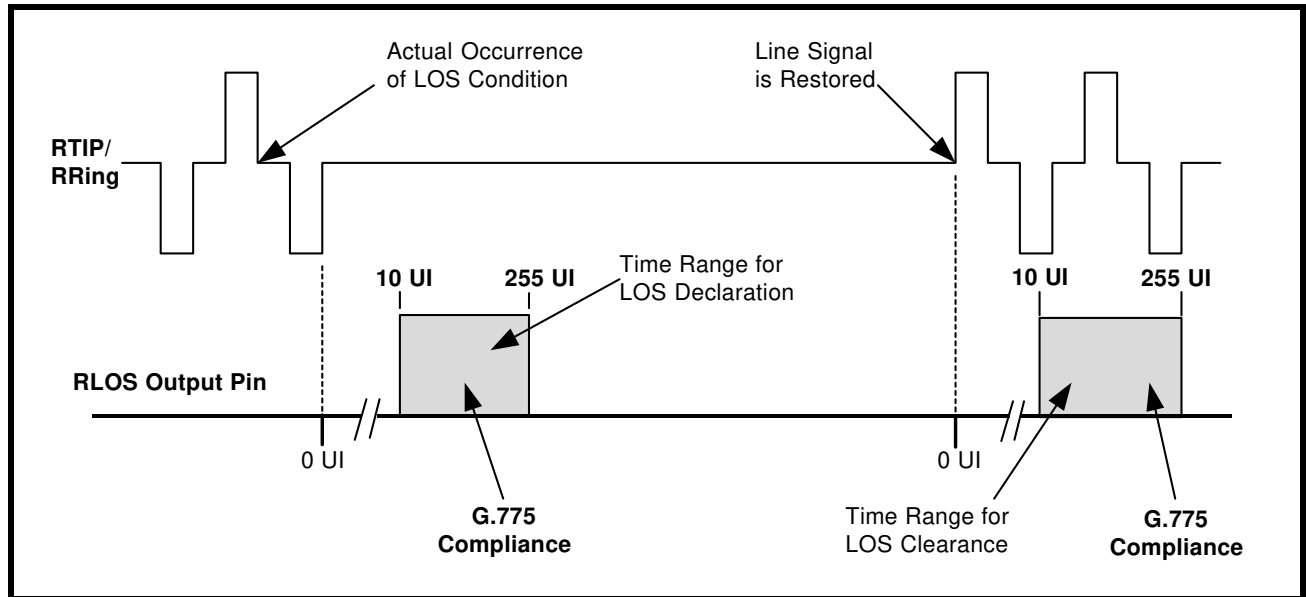 Actual Occurrence
of LOS Condition
Line Signal
is Restored
RTIP/
RRing
10 UI
255 UI
Time Range for
LOS Declaration
10 UI
255 UI
RLOS Output Pin
0 UI
0 UI
G.775
Compliance
Time Range for
LOS Clearance
G.775
Compliance